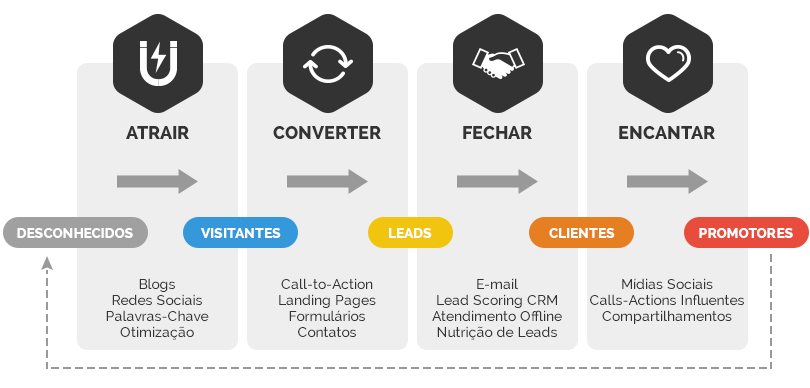 ATRAIR
CONVERTER
FECHAR
ENCANTAR
DESCONHECIDOS
VISITANTES
LEADS
CLIENTES
PROMOTORES
Blogs
Redes Sociais
Palavras-Chave
Otimização
Call-to-Action
Landing Pages
Formulários
Contatos
E-mail
Lead Scoring CRM
Atendimento Offline
Nutrição de Leads
Mídias Sociais
Calls-Actions Influentes
Compartilhamentos